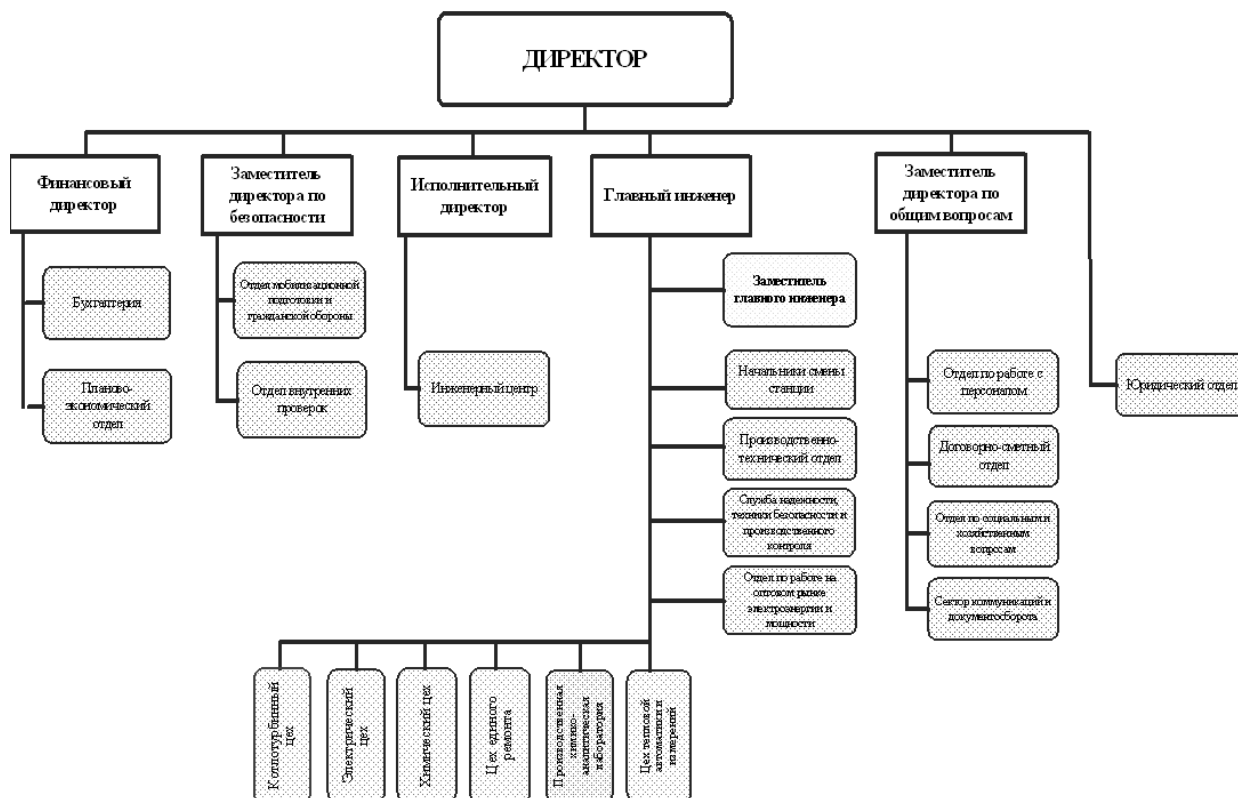 ДИРЕКТОР
Финансовый
директор
Заместитель
директора по
безопасности
Исполнительный
директор
Главный инженер
Заместитель
директора по
общим вопросам
Бухгалтерия
Планово-
экономический
отдел
Отдел мобилизационной
подготовки и
гражданской обороны
Отдел внутренних
проверок
Инженерный центр
Заместитель
главного инженера
Начальники смены
станции
Производственно-
технический отдел
Служба надежности,
техники безопасности и
производственного
контроля
Отдел по работе на
оптовом рынке
электроэнергии и
мощности
Отдел по работе с
персоналом
Договорно-сметный
отдел
Отдел по социальным и
хозяйственным
вопросам
Сектор коммуникаций и
документооборота
Юридический отдел
Котлотурбинный
цех
Электрический
цех
Химический цех
Цех единого
ремонта
Производственная
химико-
аналитическая
лаборатория
Цех тепловой
автоматики и
измерений